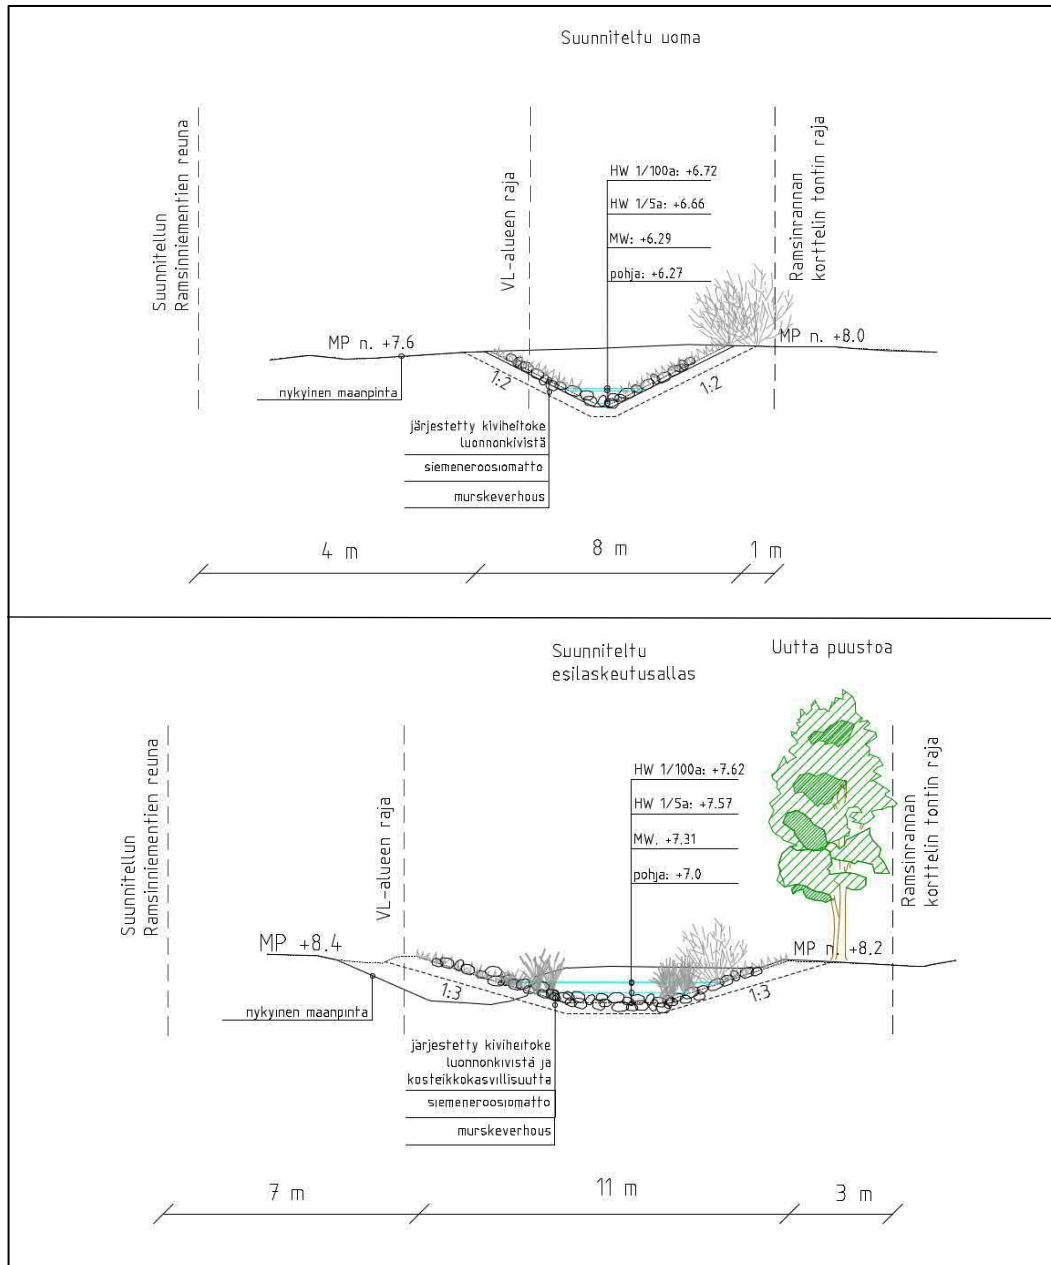 Suunniteltu uoma
Suunnitellun
Ramsinniementien reuna
VL-alueen raja
HW 1/100a: +6.72
HW 1/5a: +6.66
MW: +6.29
pohja: +6.27
Ramsinrannan
korttelin tontin raja
MP n. +7.6
MP n. +8.0
1:2
1:2
nykyinen maanpinta
järjestetty kiviheitoke
luonnonkivistä
siemeneroosiomatto
murskeverhous
4 m
8 m
1 m
Suunniteltu
esilaskeutusallas
Uutta puustoa
Suunnitellun
Ramsinniementien reuna
VL-alueen raja
HW 1/100a: +7.62
HW 1/5a: +7.57
MW. +7.31
pohja: +7.0
Ramsinrannan
korttelin tontin raja
MP +8.4
MP n. +8.2
1:3
1:3
nykyinen maanpinta
järjestetty kiviheitoke
luonnonkivistä ja
kosteikkokasvillisuutta
siemeneroosiomatto
murskeverhous
7 m
11 m
3 m